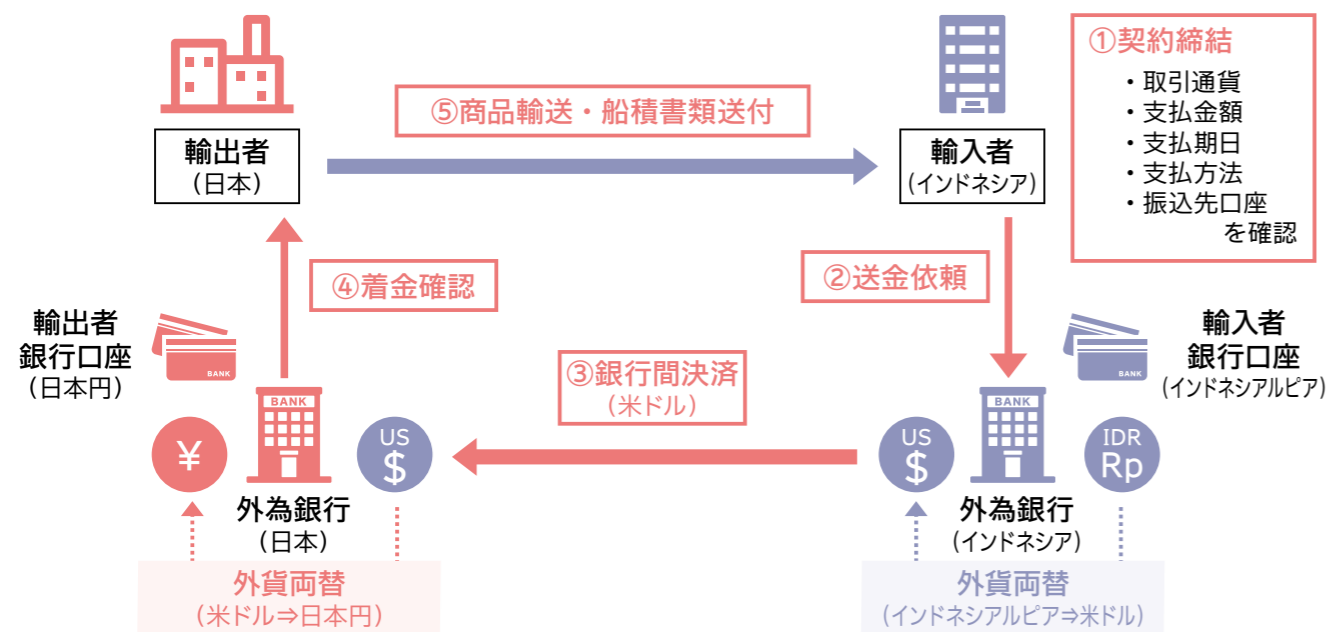 ①契約締結
・取引通貨
・支払金額
・支払期日
・支払方法
・振込先口座
を確認
⑤商品輸送・船積書類送付
輸出者
（日本）
輸入者
（インドネシア）
④着金確認
②送金依頼
輸出者
銀行口座
（日本円）
BANK
③銀行間決済
（米ドル）
輸入者
銀行口座
（インドネシアルピア）
BANK
¥
BANK
US
$
US
$
BANK
IDR
Rp
外為銀行
（日本）
外為銀行
（インドネシア）
外貨両替
（米ドル⇒日本円）
外貨両替
（インドネシアルピア⇒米ドル）